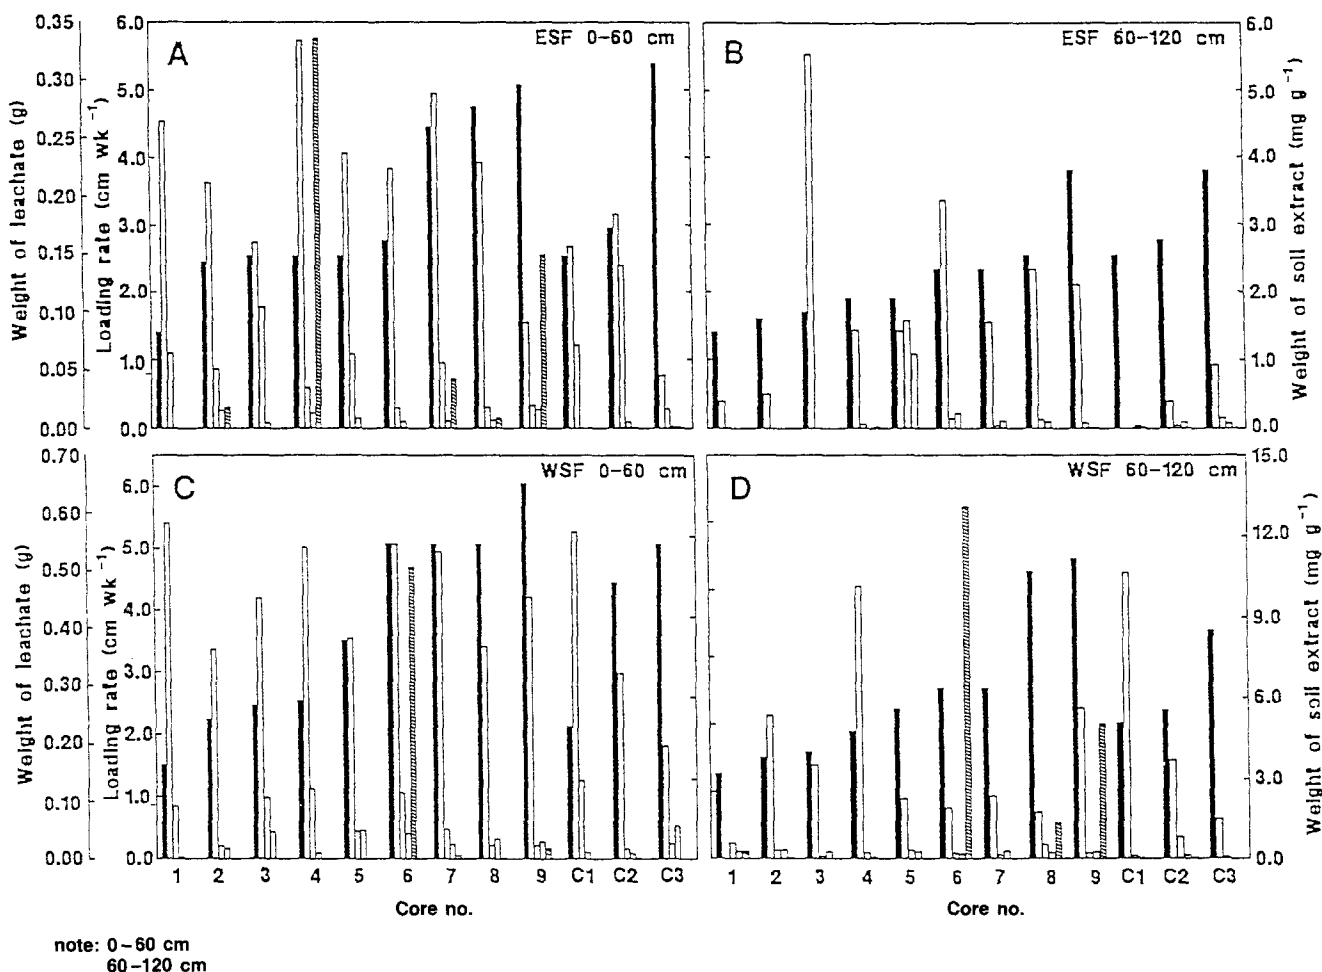 A
ESF 0–60 cm
B
ESF 60–120 cm
0.35
0.30
0.25
0.20
0.15
0.10
0.05
0.00
Weight of leachate (g)
6.0
5.0
4.0
3.0
2.0
1.0
0.0
Loading rate (cm wk⁻¹)
6.0
5.0
4.0
3.0
2.0
1.0
0.0
Weight of soil extract (mg g⁻¹)
C
WSF 0–60 cm
D
WSF 60–120 cm
0.70
0.60
0.50
0.40
0.30
0.20
0.10
0.00
Weight of leachate (g)
6.0
5.0
4.0
3.0
2.0
1.0
0.0
Loading rate (cm wk⁻¹)
15.0
12.0
9.0
6.0
3.0
0.0
Weight of soil extract (mg g⁻¹)
1 2 3 4 5 6 7 8 9 C1 C2 C3
1 2 3 4 5 6 7 8 9 C1 C2 C3
Core no.
Core no.
note: 0–60 cm
60–120 cm